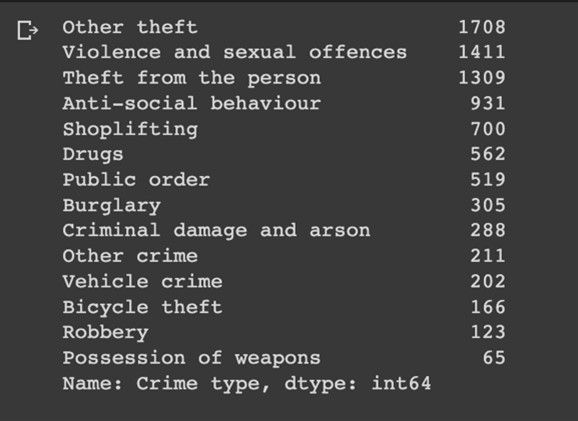 Other theft 1708
Violence and sexual offences 1411
Theft from the person 1309
Anti-social behaviour 931
Shoplifting 700
Drugs 562
Public order 519
Burglary 305
Criminal damage and arson 288
Other crime 211
Vehicle crime 202
Bicycle theft 166
Robbery 123
Possession of weapons 65
Name: Crime type, dtype: int64